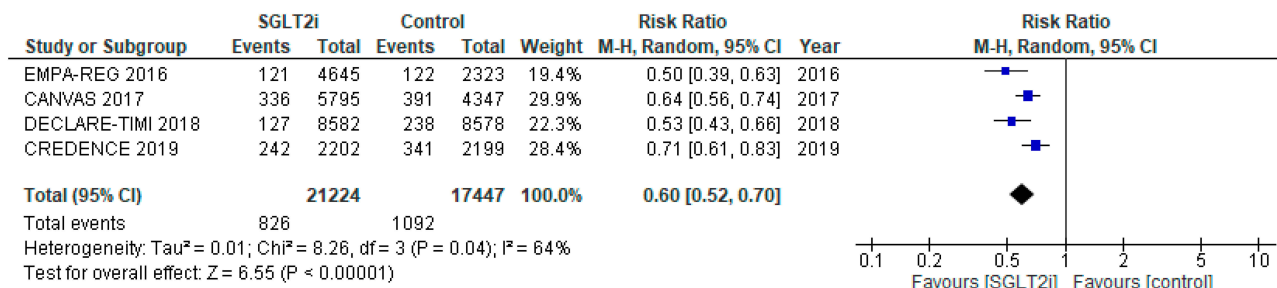 SGLT2i Control Risk Ratio Risk Ratio
Study or Subgroup Events Total Events Total Weight M-H, Random, 95% CI Year M-H, Random, 95% CI
EMPA-REG 2016 121 4645 122 2323 19.4% 0.50 [0.39, 0.63] 2016
CANVAS 2017 336 5795 391 4347 29.9% 0.64 [0.56, 0.74] 2017
DECLARE-TIMI 2018 127 8582 238 8578 22.3% 0.53 [0.43, 0.66] 2018
CREDENCE 2019 242 2202 341 2199 28.4% 0.71 [0.61, 0.83] 2019
Total (95% CI) 21224 17447 100.0% 0.60 [0.52, 0.70]
Total events 826 1092
Heterogeneity: Tau² = 0.01; Chi² = 8.26, df = 3 (P = 0.04); I² = 64%
Test for overall effect: Z = 6.55 (P < 0.00001)
0.1 0.2 0.5 1 2 5 10
Favours [SGLT2i] Favours [control]